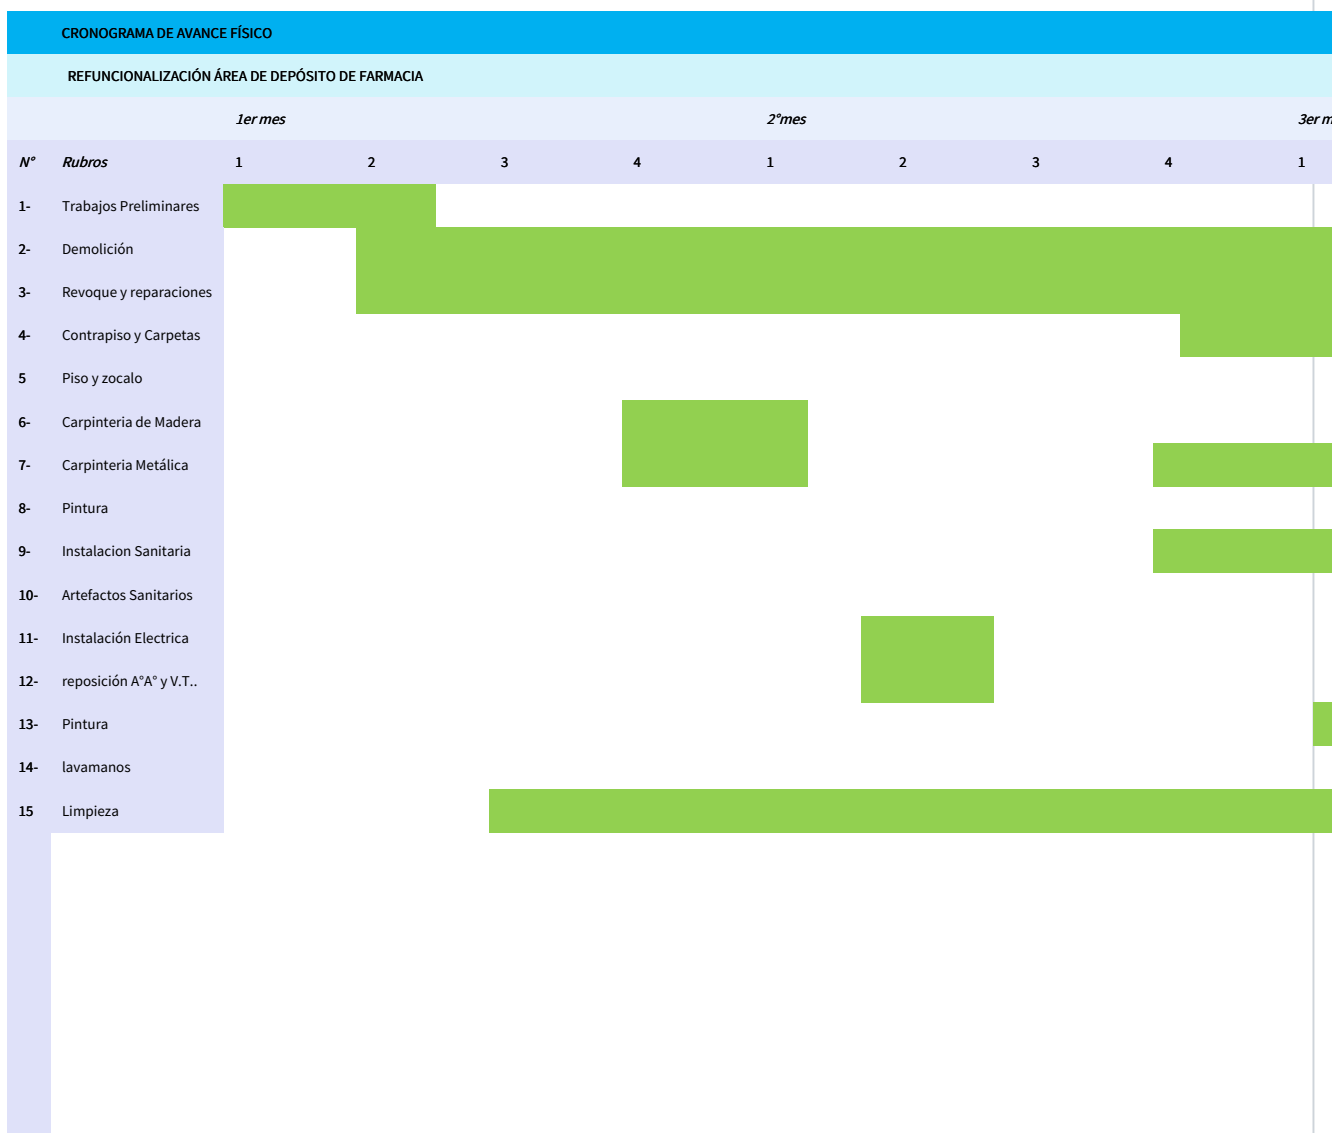 CRONOGRAMA DE AVANCE FÍSICO
REFUNCIONALIZACIÓN ÁREA DE DEPÓSITO DE FARMACIA
1er mes 2°mes 3er m
N° Rubros 1 2 3 4 1 2 3 4 1
1- Trabajos Preliminares
2- Demolición
3- Revoque y reparaciones
4- Contrapiso y Carpetas
5 Piso y zocalo
6- Carpinteria de Madera
7- Carpinteria Metálica
8- Pintura
9- Instalacion Sanitaria
10- Artefactos Sanitarios
11- Instalación Electrica
12- reposición A°A° y V.T..
13- Pintura
14- lavamanos
15 Limpieza